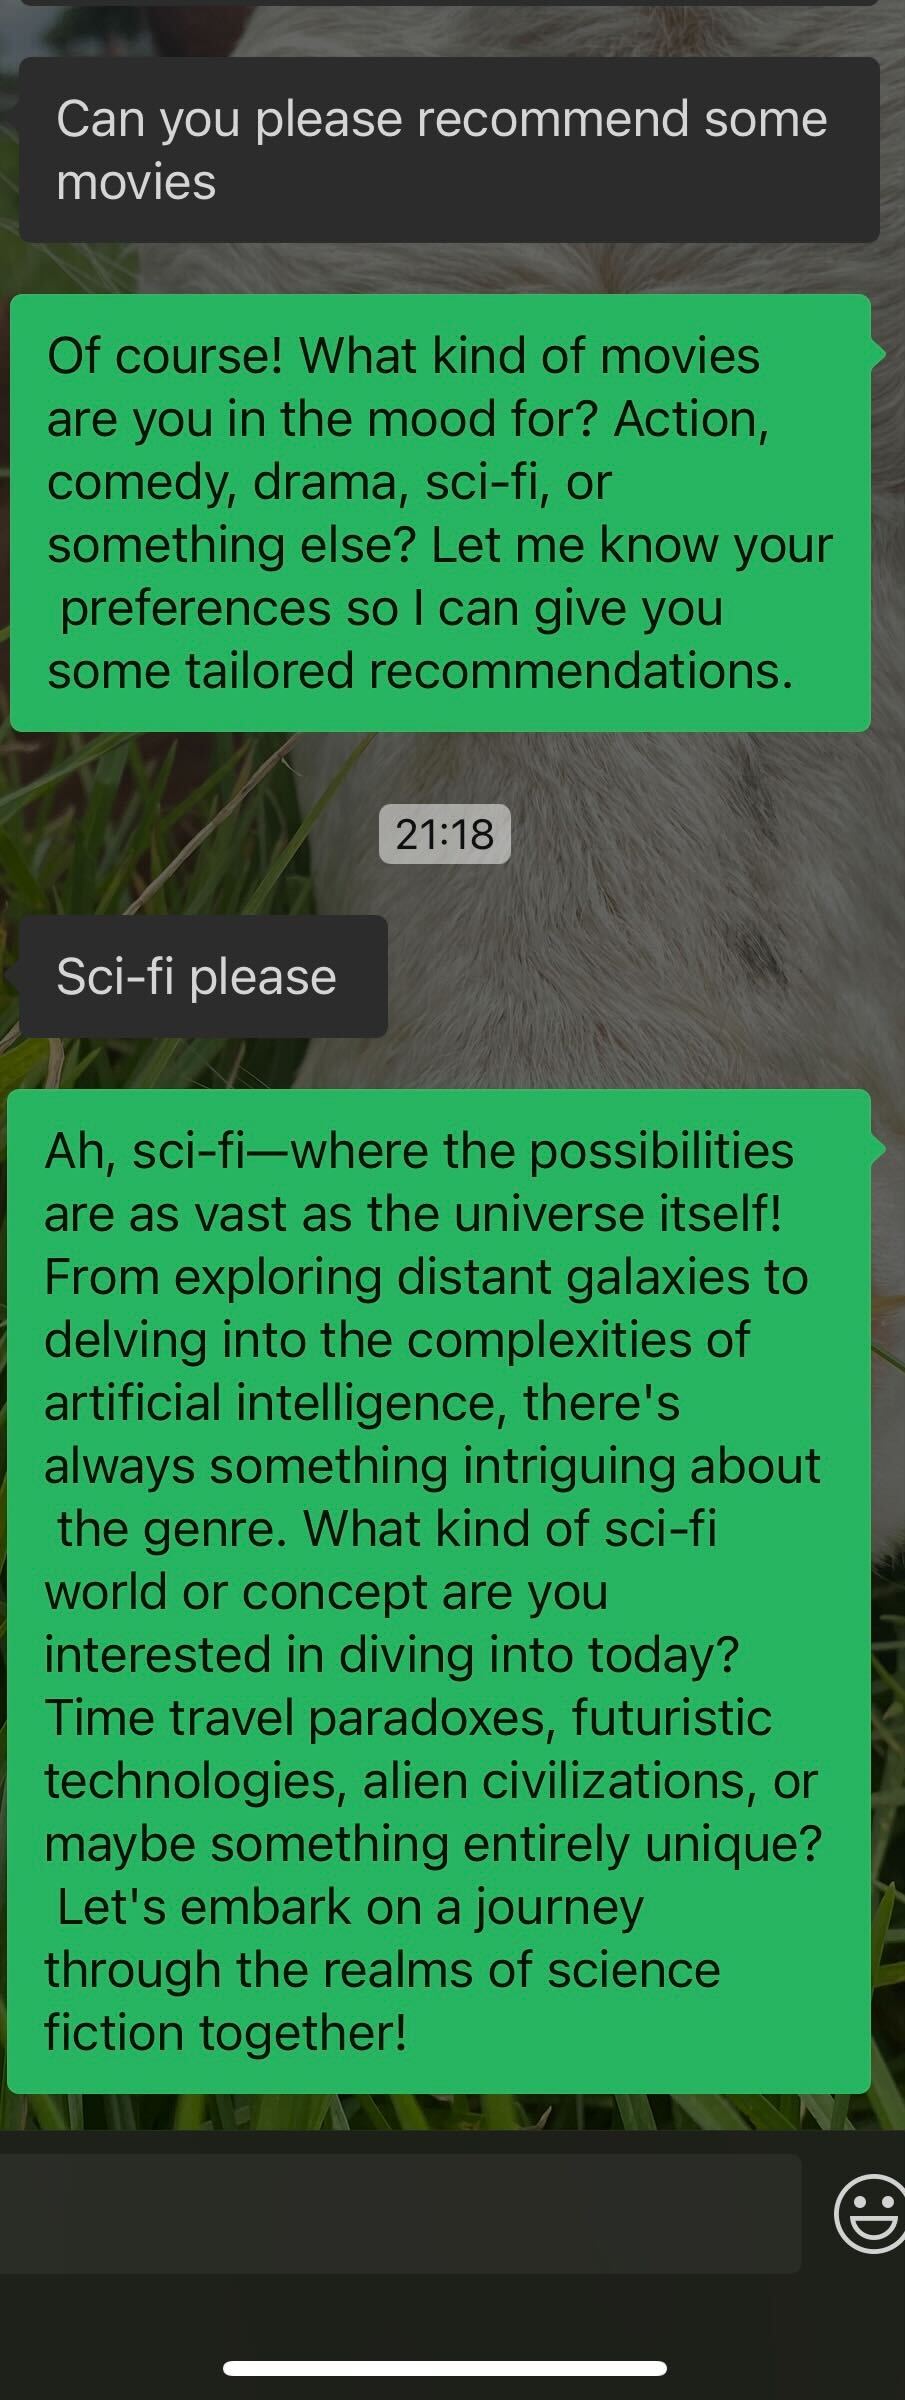 Can you please recommend some
movies
Of course! What kind of movies
are you in the mood for? Action,
comedy, drama, sci-fi, or
something else? Let me know your
preferences so I can give you
some tailored recommendations.
21:18
Sci-fi please
Ah, sci-fi—where the possibilities
are as vast as the universe itself!
From exploring distant galaxies to
delving into the complexities of
artificial intelligence, there's
always something intriguing about
the genre. What kind of sci-fi
world or concept are you
interested in diving into today?
Time travel paradoxes, futuristic
technologies, alien civilizations, or
maybe something entirely unique?
Let's embark on a journey
through the realms of science
fiction together!